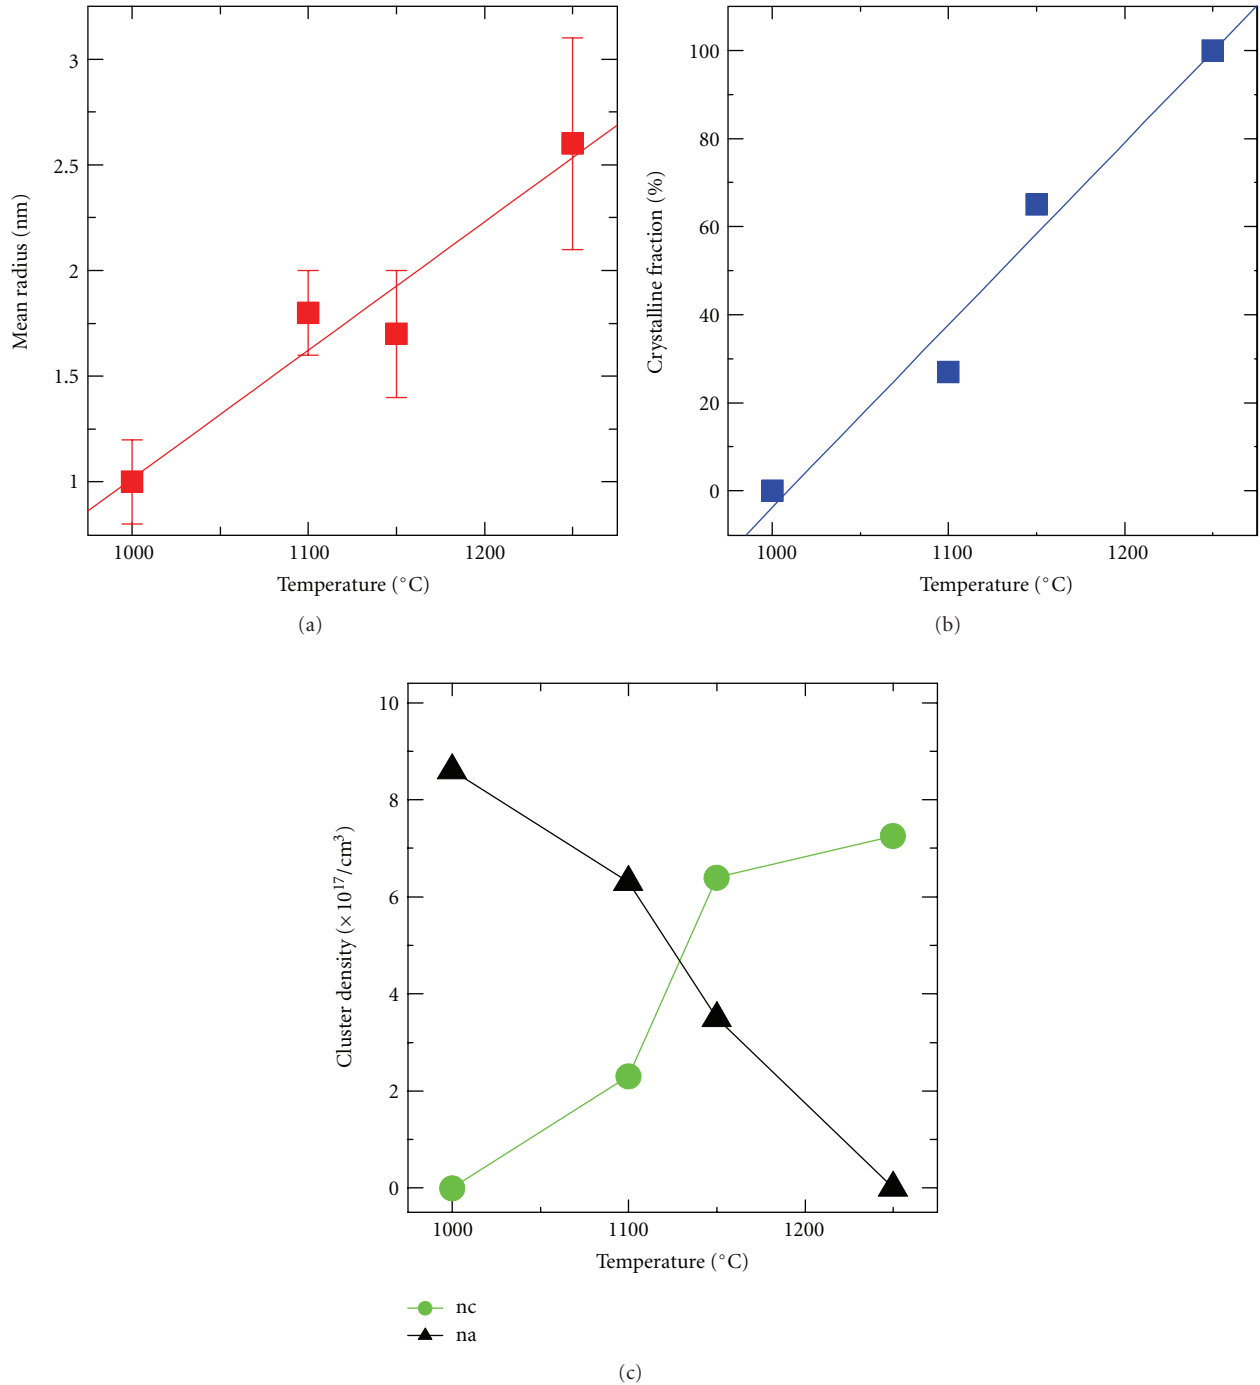 3
2.5
2
1.5
1
Mean radius (nm)
1000 1100 1200
Temperature (°C)
(a)
100
80
60
40
20
0
Crystalline fraction (%)
1000 1100 1200
Temperature (°C)
(b)
10
8
6
4
2
0
Cluster density (×10¹⁷/cm³)
1000 1100 1200
Temperature (°C)
nc
na
(c)